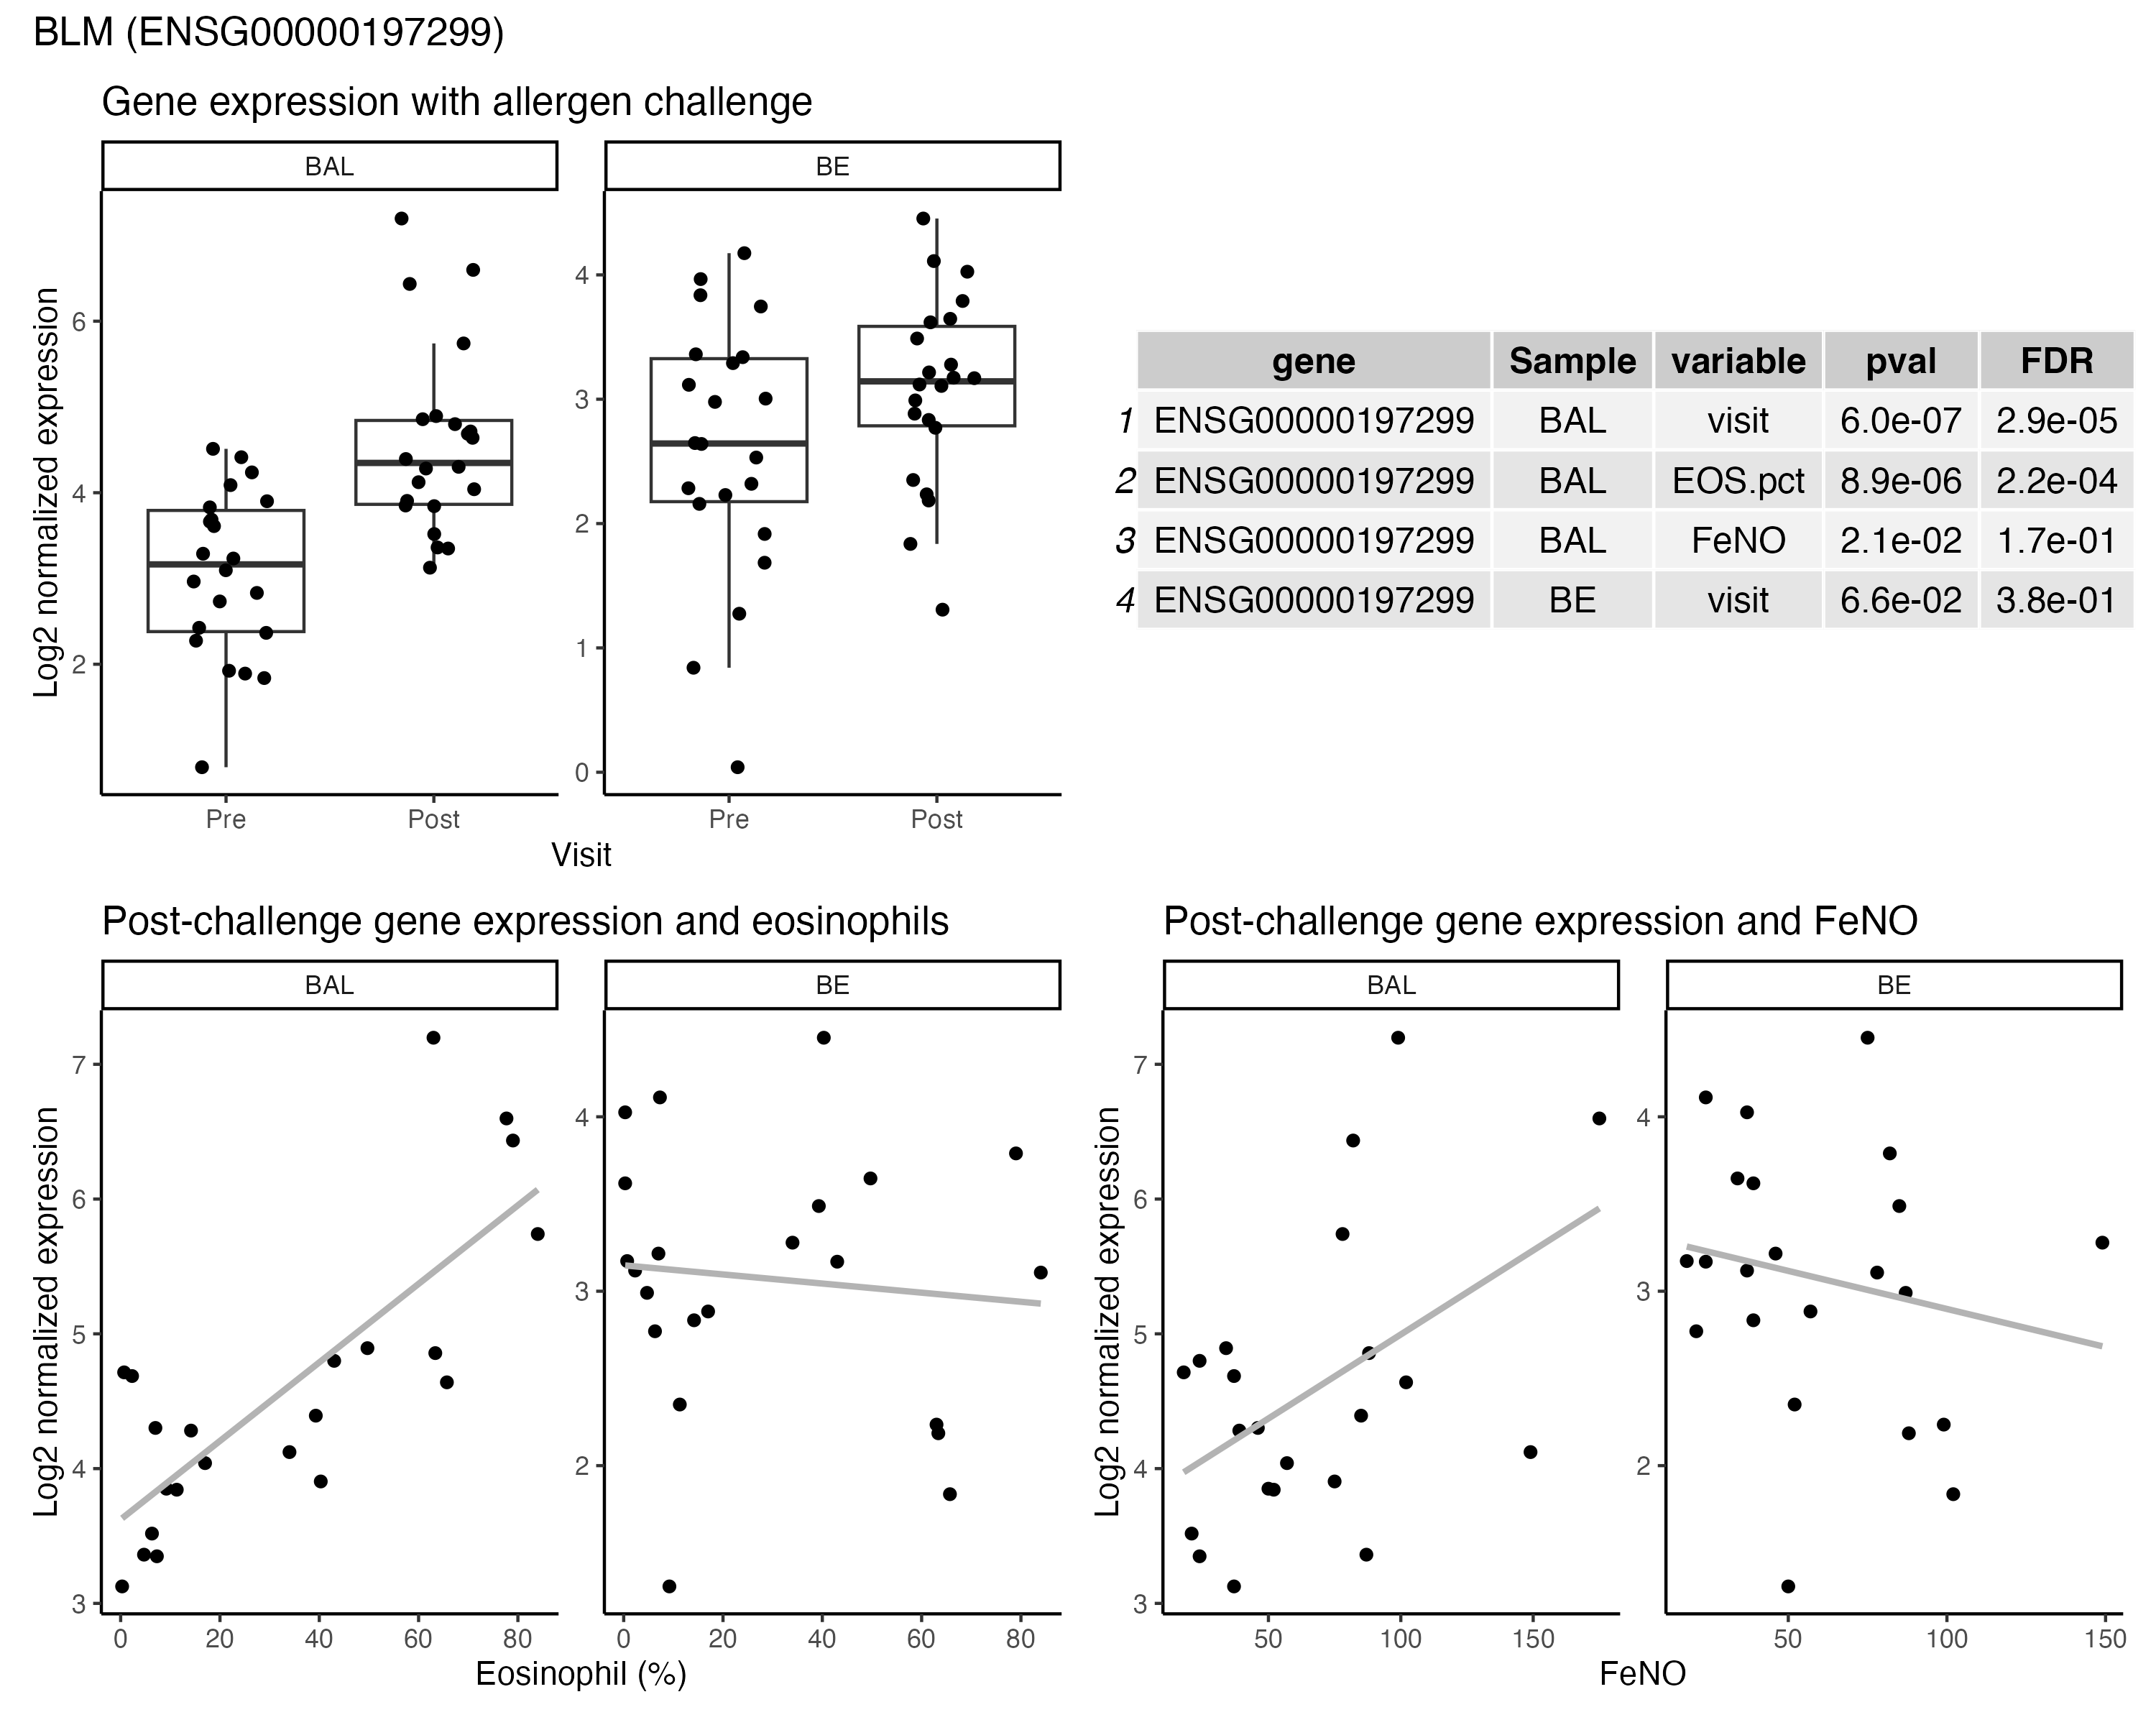 BLM (ENSG00000197299)
Gene expression with allergen challenge
BAL
BE
Log2 normalized expression
6
4
2
4
3
2
1
0
Pre
Post
Pre
Post
Visit
gene Sample variable pval FDR
1 ENSG00000197299 BAL visit 6.0e-07 2.9e-05
2 ENSG00000197299 BAL EOS.pct 8.9e-06 2.2e-04
3 ENSG00000197299 BAL FeNO 2.1e-02 1.7e-01
4 ENSG00000197299 BE visit 6.6e-02 3.8e-01
Post-challenge gene expression and eosinophils
BAL
BE
Log2 normalized expression
7
6
5
4
3
4
3
2
0 20 40 60 80
0 20 40 60 80
Eosinophil (%)
Post-challenge gene expression and FeNO
BAL
BE
Log2 normalized expression
7
6
5
4
3
4
3
2
50 100 150
50 100 150
FeNO